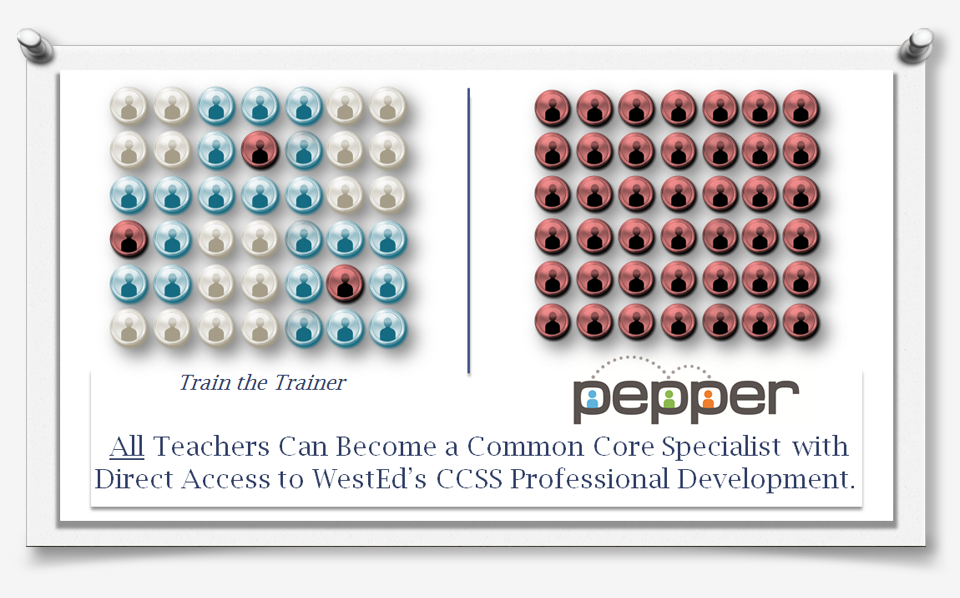 Train the Trainer
pepper
All Teachers Can Become a Common Core Specialist with
Direct Access to WestEd's CCSS Professional Development.